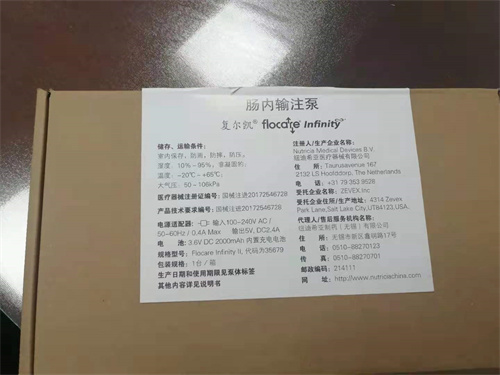 肠内输注泵
复尔凯® flocare® Infinity
储存、运输条件:
室内保存,防雨,防摔,防压,
湿度:10%~95%,非凝固的,
温度:-20℃~+65℃,
大气压:50~106kPa
医疗器械注册证编号:国械注进20172546728
产品技术要求编号:国械注进20172546728
电源适配器: 输入100-240V AC/
50-60Hz / 0.4A Max 输出5V, DC2.4A
电 池:3.6V DC 2000mAH 内置充电电池
规格型号:Flocare Infinity II, 代码为35679
包装规格:1台/箱
生产日期和使用期限见泵体标签
其他内容详见说明书
注册人/生产企业名称:
Nutricia Medical Devices B.V.
纽迪希亚医疗器械有限公司
住 所:Taurusavenue 167
2132 LS Hoofddorp, The Netherlands
电 话:+31 79 353 9528
受托生产企业名称:ZEVEX.Inc
受托企业住所/生产地址:4314 Zevex
Park Lane,Salt Lake City,UT84123,USA
代理人/售后服务机构名称:
纽迪希亚制药(无锡)有限公司
住 所:无锡市新区鑫锡路17号
电 话:0510-88270123
传 真:0510-88270701
邮政编码:214111
网 址:http://www.nutriciachina.com